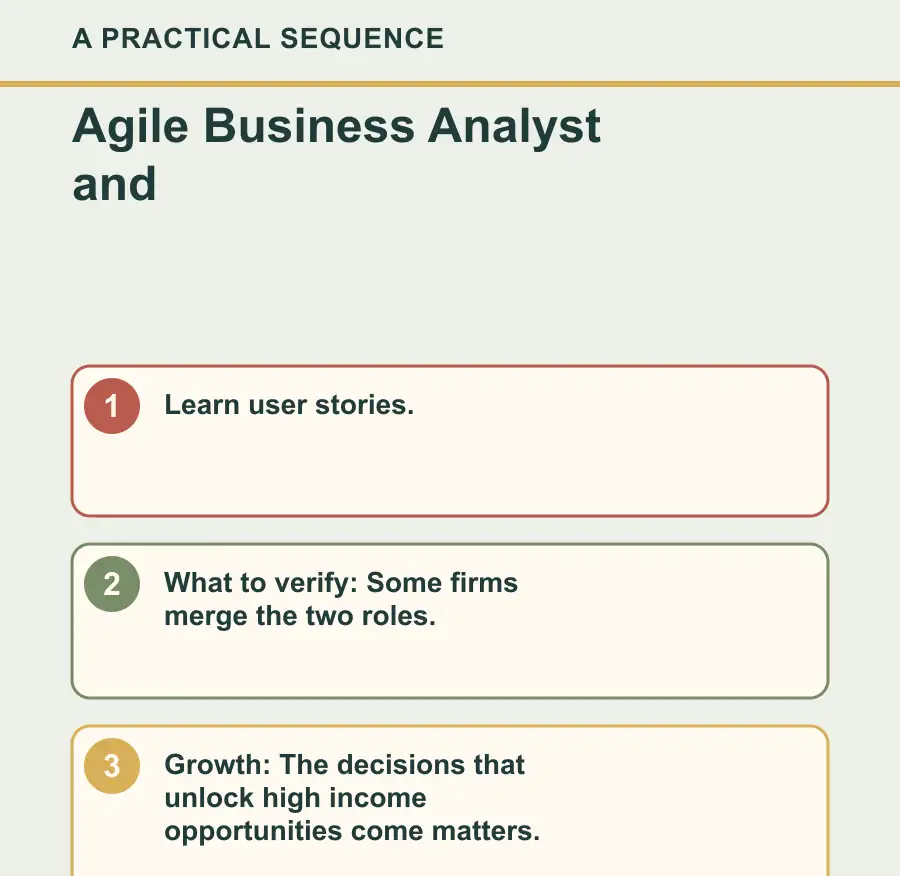 A PRACTICAL SEQUENCE
Agile Business Analyst
and
1
Learn user stories.
2
What to verify: Some firms
merge the two roles.
3
Growth: The decisions that
unlock high income
opportunities come matters.